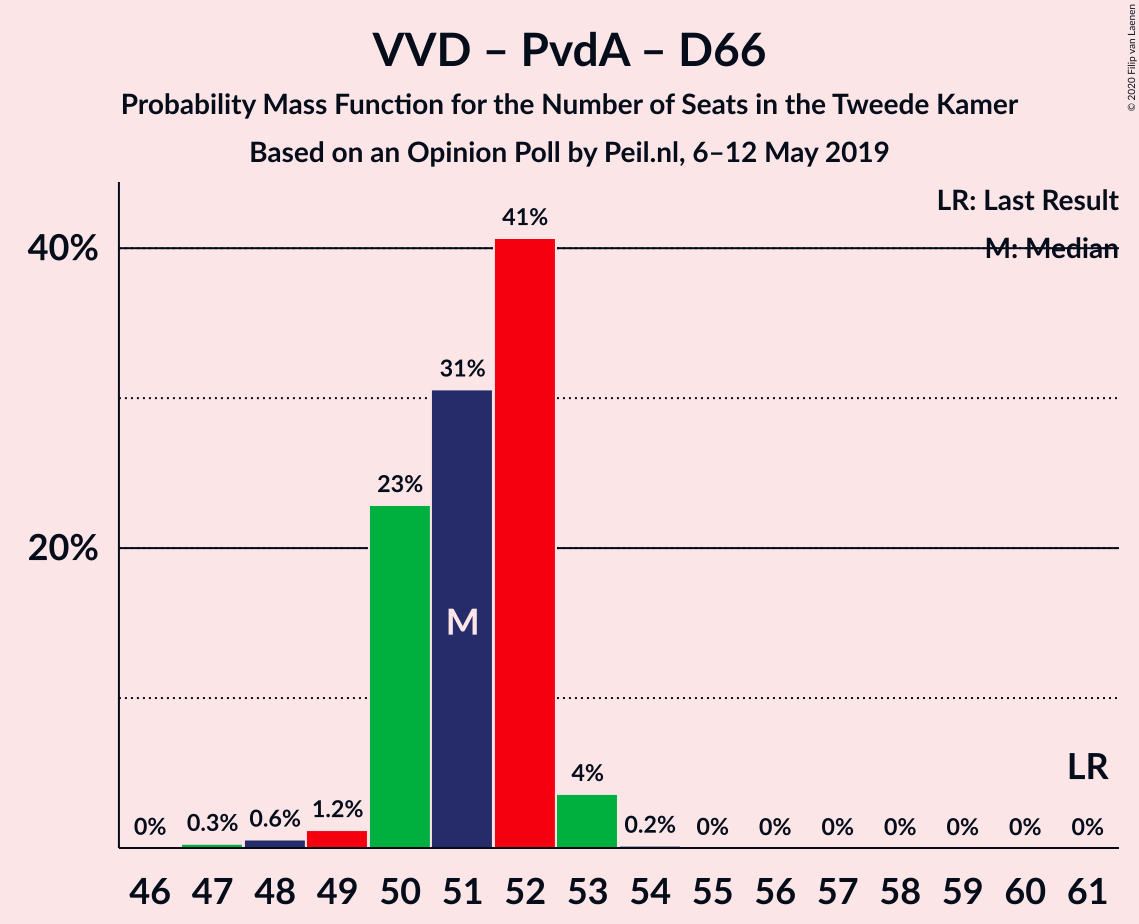 VVD – PvdA – D66
Probability Mass Function for the Number of Seats in the Tweede Kamer
Based on an Opinion Poll by Peil.nl, 6–12 May 2019
© 2020 Filip van Laenen
LR: Last Result
M: Median
40%
20%
0%
0.3%
0.6%
1.2%
23%
31%
41%
4%
0.2%
0%
0%
0%
0%
0%
0%
0%
M
LR
46 47 48 49 50 51 52 53 54 55 56 57 58 59 60 61